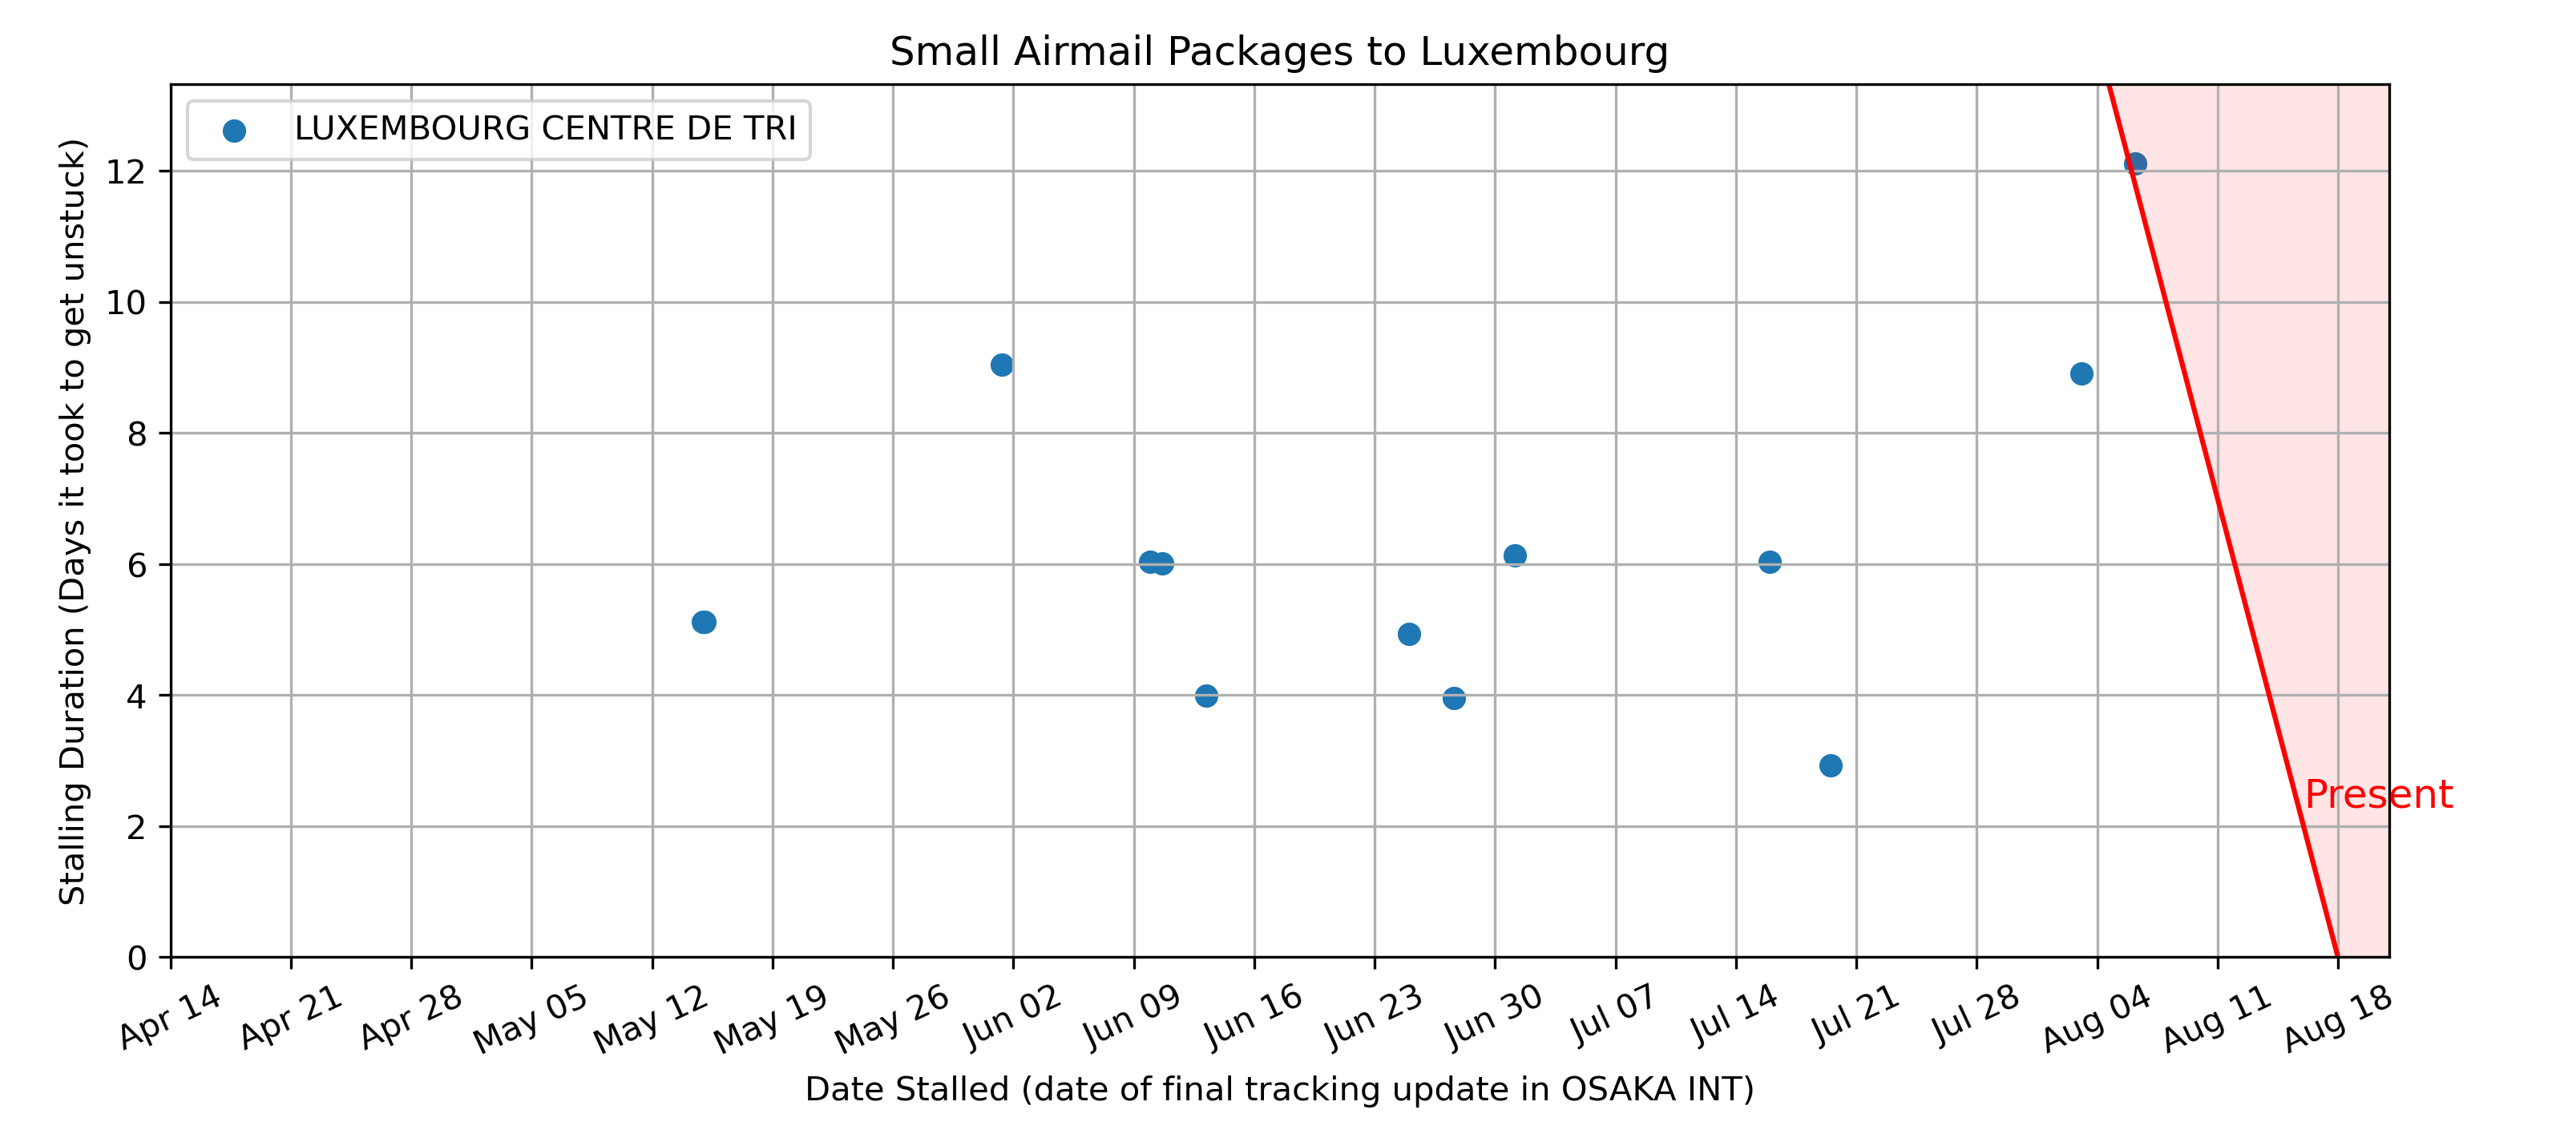 Small Airmail Packages to Luxembourg
LUXEMBOURG CENTRE DE TRI
Stalling Duration (Days it took to get unstuck)
12
10
8
6
4
2
0
Present
Apr 14 Apr 21 Apr 28 May 05 May 12 May 19 May 26 Jun 02 Jun 09 Jun 16 Jun 23 Jun 30 Jul 07 Jul 14 Jul 21 Jul 28 Aug 04 Aug 11 Aug 18
Date Stalled (date of final tracking update in OSAKA INT)